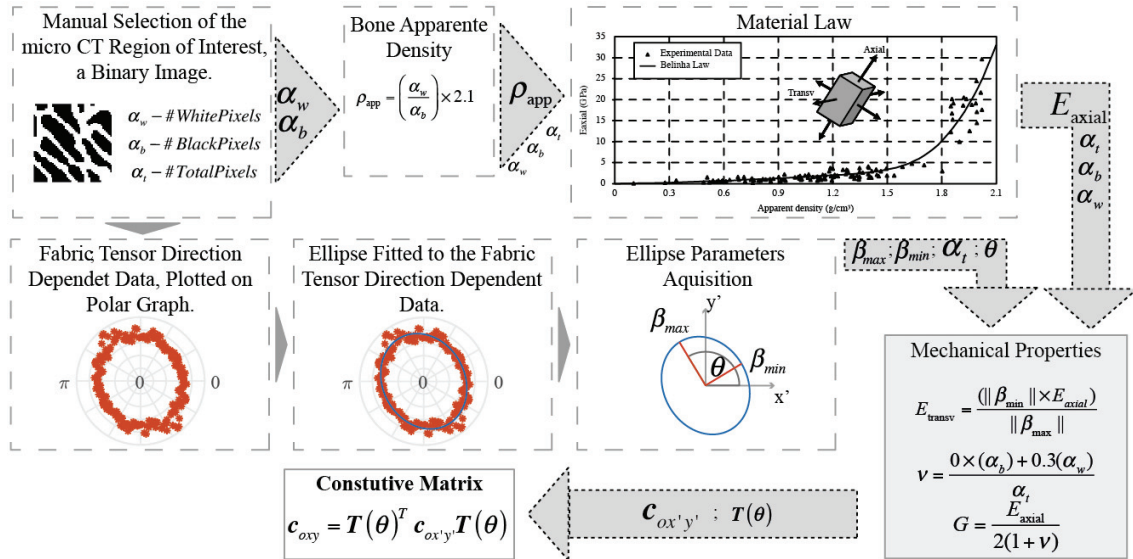 Manual Selection of the
micro CT Region of Interest,
a Binary Image.
α_w – #WhitePixels
α_b – #BlackPixels
α_t – #TotalPixels
α_w
α_b
Bone Apparente
Density
ρ_app = (α_w / α_b) × 2.1
ρ_app
α_t
α_b
α_w
Material Law
Eaxial (GPa)
35
30
25
20
15
10
5
0
Experimental Data
Belinha Law
Axial
Transv
0 0.3 0.6 0.9 1.2 1.5 1.8 2.1
Apparent density (g/cm³)
E_axial
α_t
α_b
α_w
Fabric Tensor Direction
Dependet Data, Plotted on
Polar Graph.
π 0 0
Ellipse Fitted to the Fabric
Tensor Direction Dependent
Data.
π 0 0
Ellipse Parameters
Aquisition
y'
β_max
θ
β_min
x'
β_max ; β_min ; α_t ; θ
Mechanical Properties
E_transv = (‖β_min‖ × E_axial) / ‖β_max‖
ν = (0 × (α_b) + 0.3(α_w)) / α_t
G = E_axial / 2(1 + ν)
c_ox'y' ; T(θ)
Constutive Matrix
c_oxy = T(θ)^T c_ox'y' T(θ)